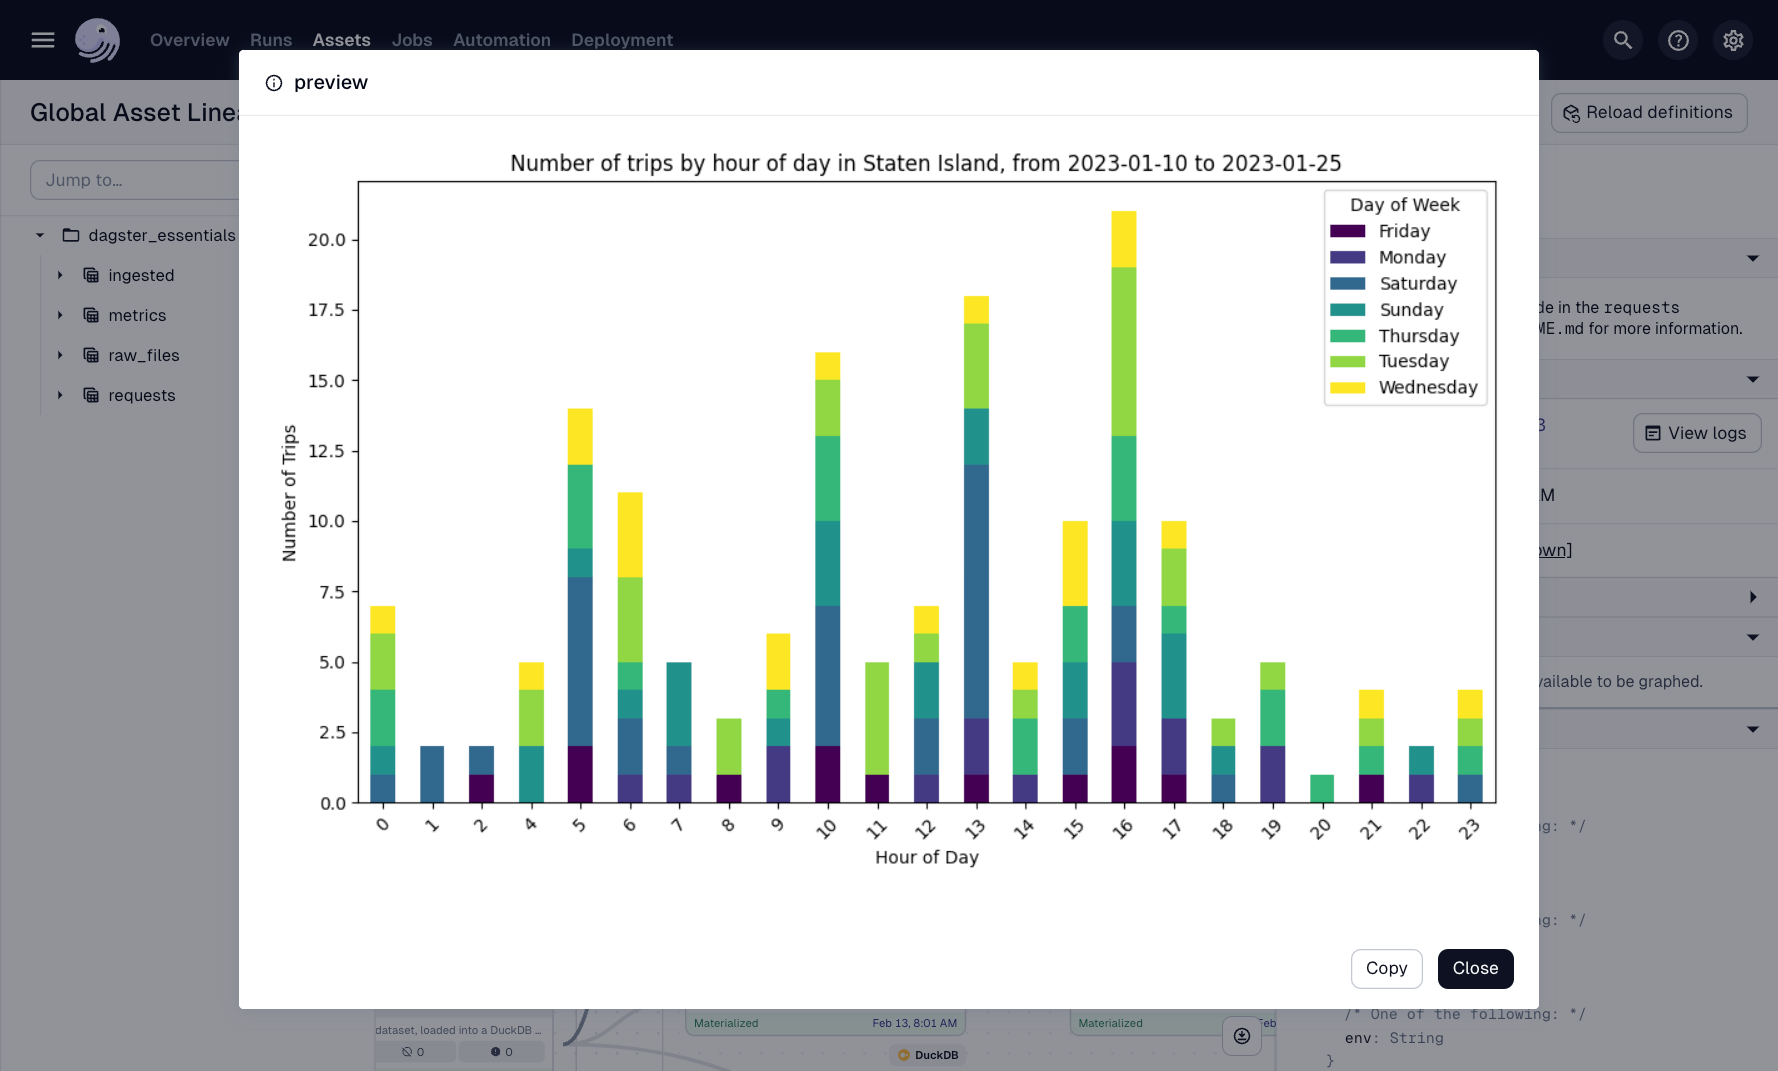 Overview Runs Assets Jobs Automation Deployment
Global Asset Linea
Reload definitions
preview
Jump to…
dagster_essentials
ingested
metrics
raw_files
requests
Number of trips by hour of day in Staten Island, from 2023-01-10 to 2023-01-25
Day of Week
Friday
Monday
Saturday
Sunday
Thursday
Tuesday
Wednesday
20.0
17.5
15.0
12.5
10.0
7.5
5.0
2.5
0.0
Number of Trips
0 1 2 4 5 6 7 8 9 10 11 12 13 14 15 16 17 18 19 20 21 22 23
Hour of Day
Copy Close
de in the requests
ME.md for more information.
View logs
AM
own]
vailable to be graphed.
ng: */
ng: */
/* One of the following: */
env: String
}
dataset, loaded into a DuckDB ...
0 0
Materialized Feb 13, 8:01 AM
DuckDB
Materialized Feb